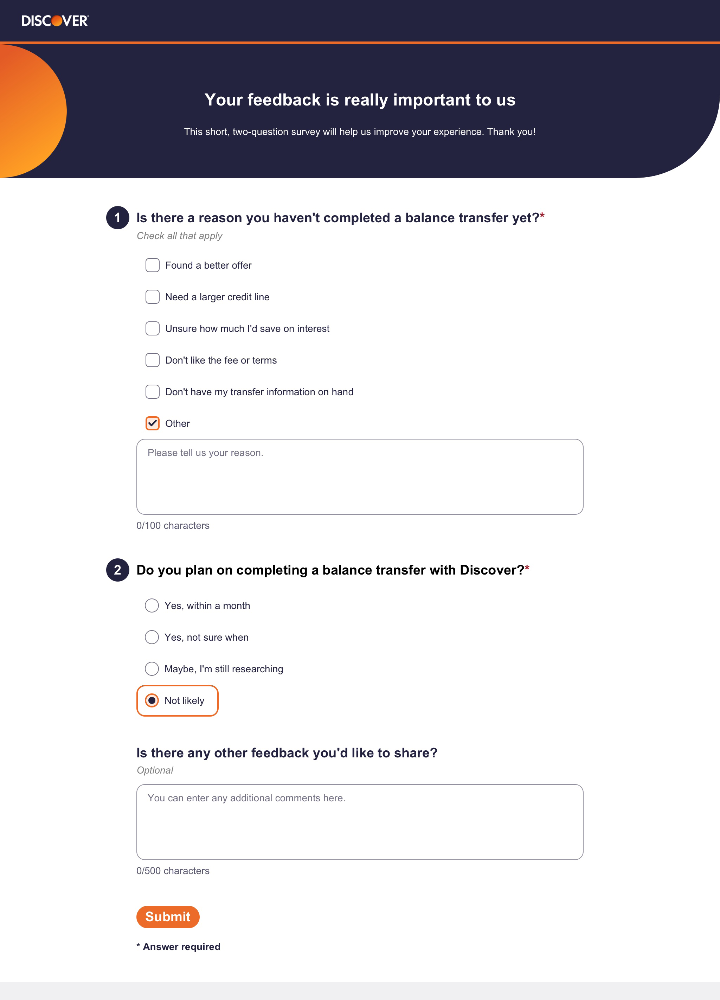 DISCOVER®
Your feedback is really important to us
This short, two-question survey will help us improve your experience. Thank you!
1 Is there a reason you haven't completed a balance transfer yet?*
Check all that apply
Found a better offer
Need a larger credit line
Unsure how much I'd save on interest
Don't like the fee or terms
Don't have my transfer information on hand
Other
Please tell us your reason.
0/100 characters
2 Do you plan on completing a balance transfer with Discover?*
Yes, within a month
Yes, not sure when
Maybe, I'm still researching
Not likely
Is there any other feedback you'd like to share?
Optional
You can enter any additional comments here.
0/500 characters
Submit
* Answer required